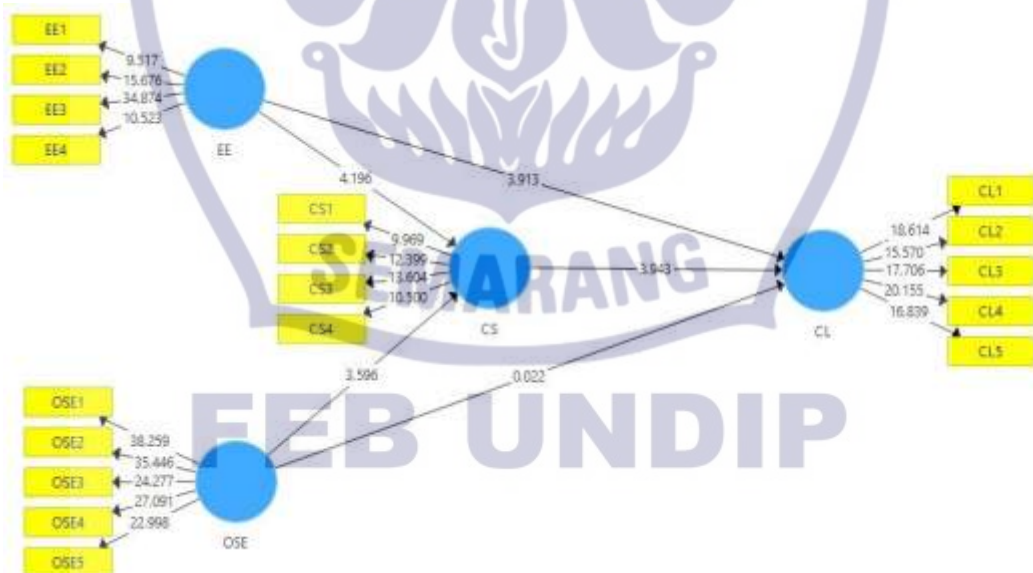 EE1
EE2
EE3
EE4
9.317
15.676
34.874
10.523
EE
4.196
3.913
CS1
CS2
CS3
CS4
9.969
12.399
13.604
10.300
CS
3.943
CL1
CL2
CL3
CL4
CL5
18.614
15.570
17.706
20.155
16.839
CL
3.596
0.022
OSE1
OSE2
OSE3
OSE4
OSE5
38.259
35.446
24.277
27.091
22.998
OSE
SEMARANG
FEB UNDIP